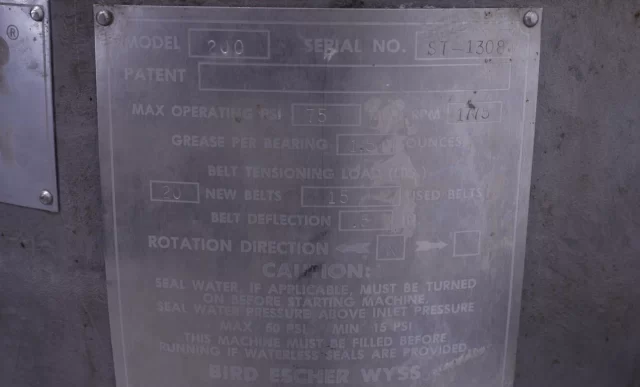 ®
MODEL 200 SERIAL NO. ST-1308
PATENT
MAX OPERATING PSI 75 RPM
GREASE PER BEARING OUNCES
BELT TENSIONING LOAD (LBS.)
20 NEW BELTS 15 USED BELTS
BELT DEFLECTION
ROTATION DIRECTION
CAUTION:
SEAL WATER, IF APPLICABLE, MUST BE TURNED
ON BEFORE STARTING MACHINE.
SEAL WATER PRESSURE ABOVE INLET PRESSURE
MAX 60 PSI. MIN 15 PSI
THIS MACHINE MUST BE FILLED BEFORE
RUNNING IF WATERLESS SEALS ARE PROVIDED.
BIRD ESCHER WYSS